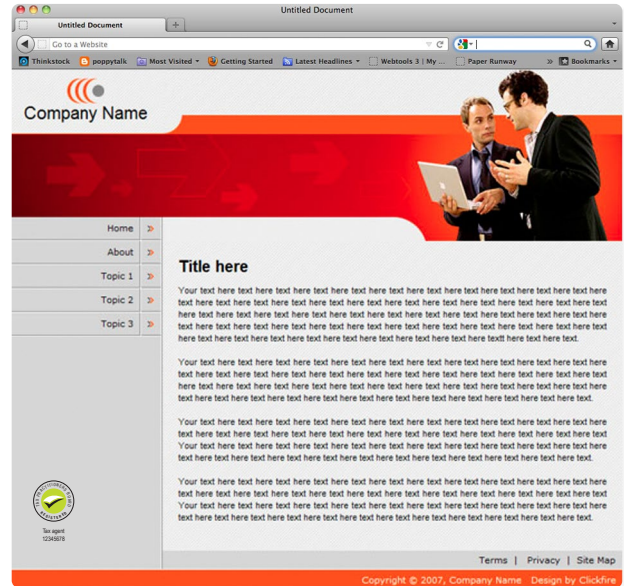 Untitled Document
Untitled Document
Go to a Website
Thinkstock poppytalk Most Visited Getting Started Latest Headlines Webtools 3 | My ... Paper Runway » Bookmarks
Company Name
Home »
About »
Topic 1 »
Topic 2 »
Topic 3 »
Title here
Your text here here text here text here text here text here text here text here text here text here here
text here text here text here text here text here text here text here text here text here text here text
here text here text here text here text here text here text here text here text here text here text here
text here text here text here text here text here text here text here text here text here text here text
here text here text here text here text here text here text here textt here text here text here.
Your text here here text here text here text here text here text here text here text here text here here
text here text here text here text here text here text here text here text here text here text here text
here text here text here text here text here text here text here text here text here text here text here
text here text here text here text here text here text here text here text here text here text here text.
Your text here here text here text here text here text here text here text here text here text here here
text here text here text here text here text here text here text here text here text here text here text
Your text here here text here text here text here text here text here text here text here text here here
text here text here text here text here text here text here text here text here text here text here text.
Your text here here text here text here text here text here text here text here text here text here here
text here text here text here text here text here text here text here text here text here text here text
Your text here here text here text here text here text here text here text here text here text here here
text here text here text here text here text here text here text here text here text here text here text.
TAX PRACTITIONERS BOARD
REGISTERED
Tax agent
12345678
Terms | Privacy | Site Map
Copyright © 2007, Company Name Design by Clickfire